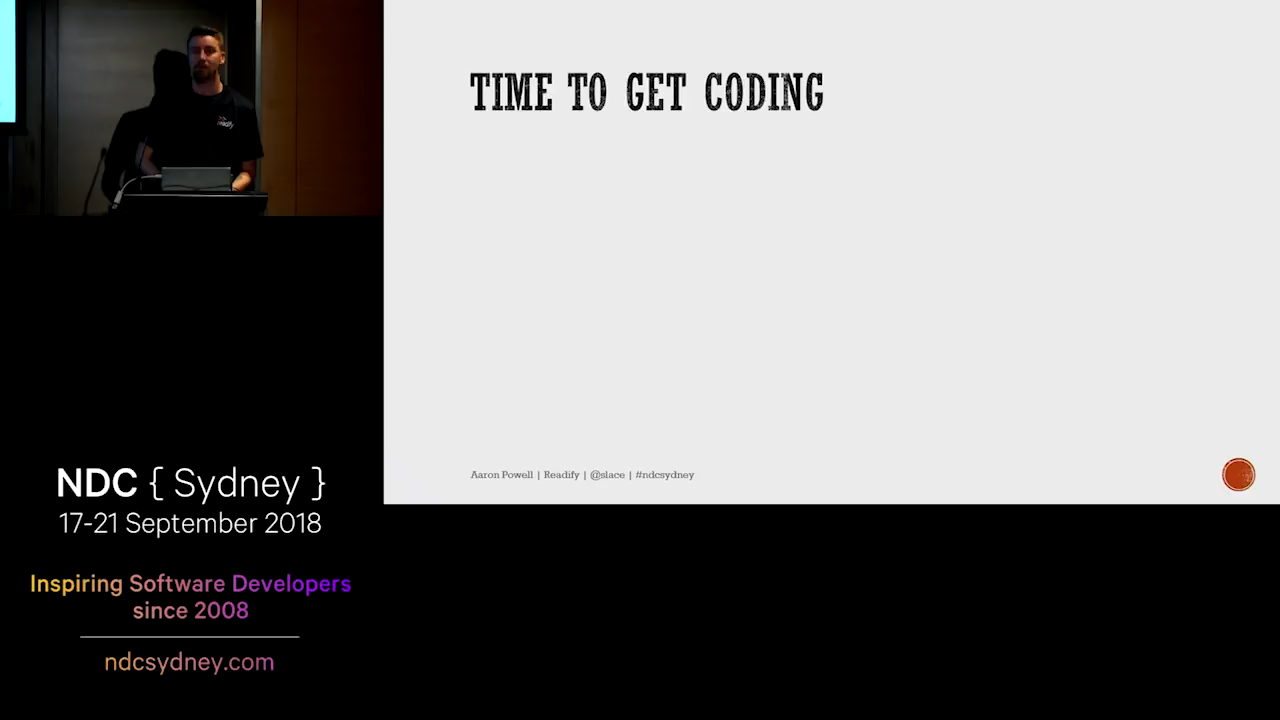 TIME TO GET CODING
Readify
Aaron Powell | Readify | @slace | #ndcsydney
NDC { Sydney }
17-21 September 2018
Inspiring Software Developers
since 2008
ndcsydney.com